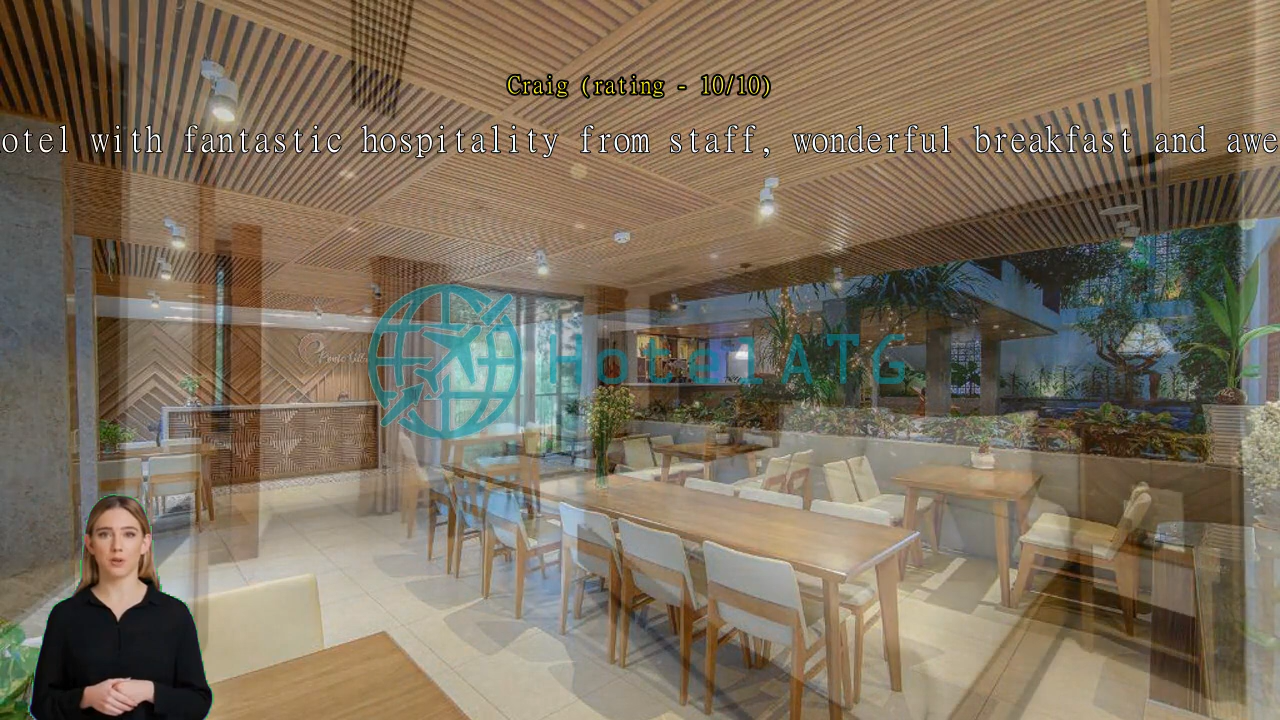 Craig (rating - 10/10)
otel with fantastic hospitality from staff, wonderful breakfast and awe
HotelATG